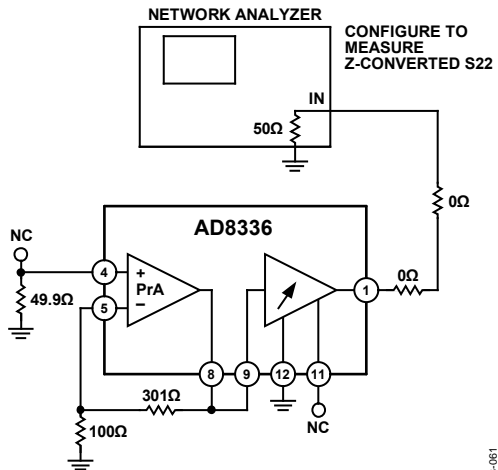 NETWORK ANALYZER
CONFIGURE TO
MEASURE
Z-CONVERTED S22
IN
50Ω
0Ω
AD8336
NC
0Ω
4
+
PrA
1
49.9Ω
5
–
8
9
12
11
301Ω
100Ω
NC
-061